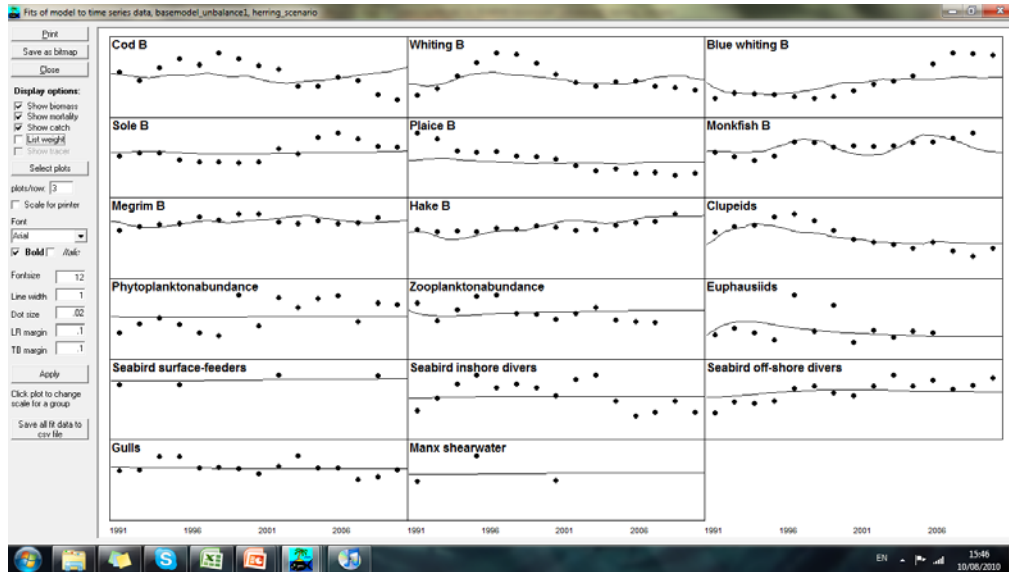 Fits of model to time series data, basemodel_unbalance1, herring_scenario
Print
Save as bitmap
Close
Display options:
Show biomass
Show mortality
Show catch
List weight
Show tracer
Select plots
plots/row: 3
Scale for printer
Font
Arial
Bold Italic
Fontsize 12
Line width 1
Dot size .02
LR margin .1
TB margin .1
Apply
Click plot to change
scale for a group
Save all fit data to
csv file
Cod B Whiting B Blue whiting B
Sole B Plaice B Monkfish B
Megrim B Hake B Clupeids
Phytoplanktonabundance Zooplanktonabundance Euphausiids
Seabird surface-feeders Seabird inshore divers Seabird off-shore divers
Gulls Manx shearwater
1991 1996 2001 2006 1991 1996 2001 2006 1991 1996 2001 2006
EN 15:46
10/08/2010